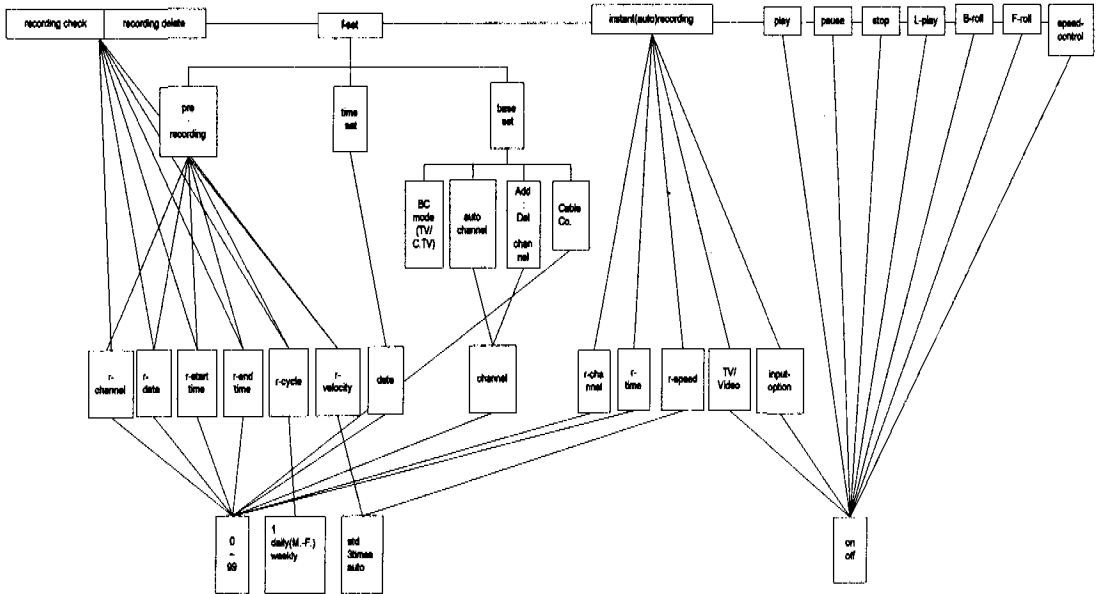 recording check
recording delete
f-set
instant(auto)recording
play
pause
stop
L-play
B-roll
F-roll
speed-
control
pre
-
recording
time
set
base
set
BC
mode
(TV/
C.TV)
auto
channel
Add
-
Del
chan
nel
Cable
Co.
r-
channel
r-
date
r-start
time
r-end
time
r-cycle
r-
velocity
date
channel
r-cha
nnel
r-
time
r-speed
TV/
Video
input-
option
0
~
99
1
daily(M.-F.)
weekly
std
3times
auto
on
off